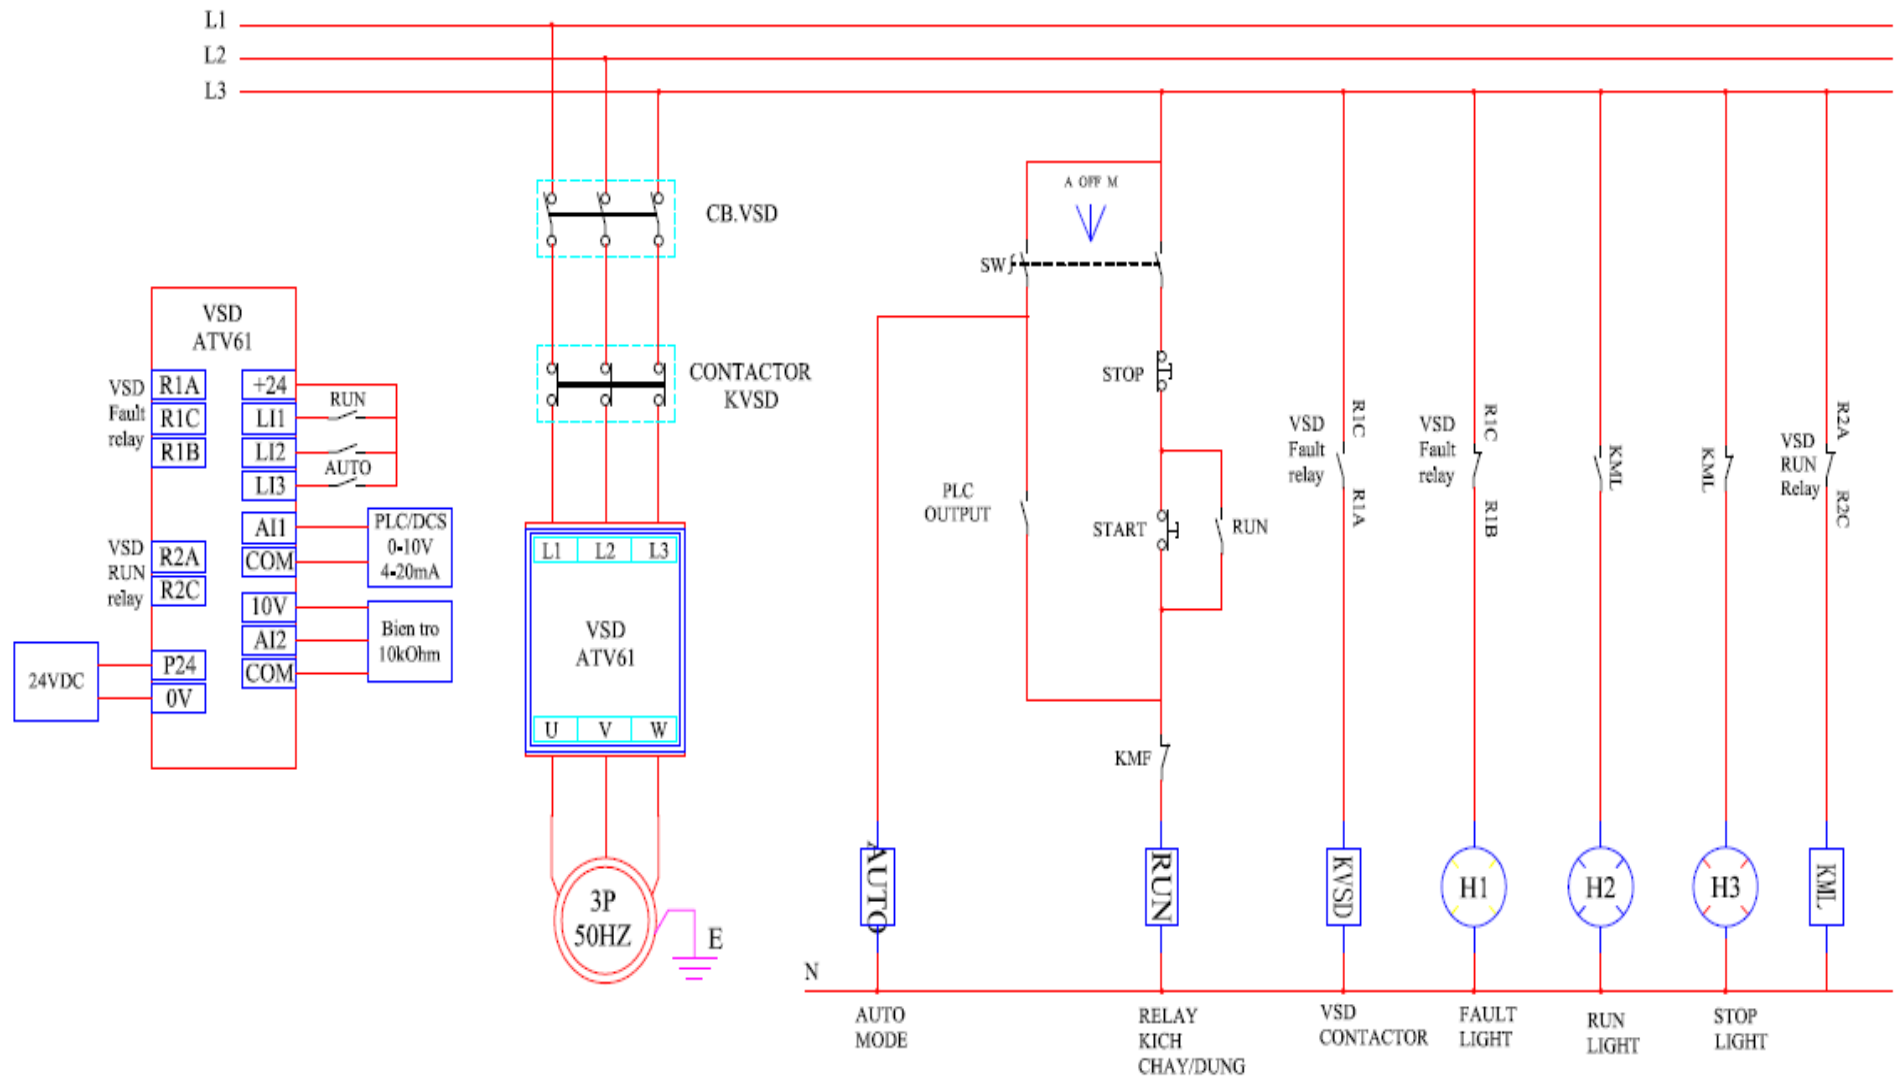 L1
L2
L3
A OFF M
CB.VSD
SW
VSD
ATV61
CONTACTOR
KVSD
STOP
VSD
Fault
relay
R1A
R1C
R1B
+24
LI1
LI2
LI3
RUN
AUTO
AI1
COM
PLC/DCS
0-10V
4-20mA
VSD
RUN
relay
R2A
R2C
10V
AI2
COM
Bien tro
10kOhm
24VDC
P24
0V
L1
L2
L3
VSD
ATV61
U
V
W
3P
50HZ
E
PLC
OUTPUT
START
RUN
KMF
VSD
Fault
relay
R1C
R1A
VSD
Fault
relay
R1C
R1B
KML
KML
VSD
RUN
Relay
R2A
R2C
AUTO
RUN
KVSD
H1
H2
H3
KML
N
AUTO
MODE
RELAY
KICH
CHAY/DUNG
VSD
CONTACTOR
FAULT
LIGHT
RUN
LIGHT
STOP
LIGHT